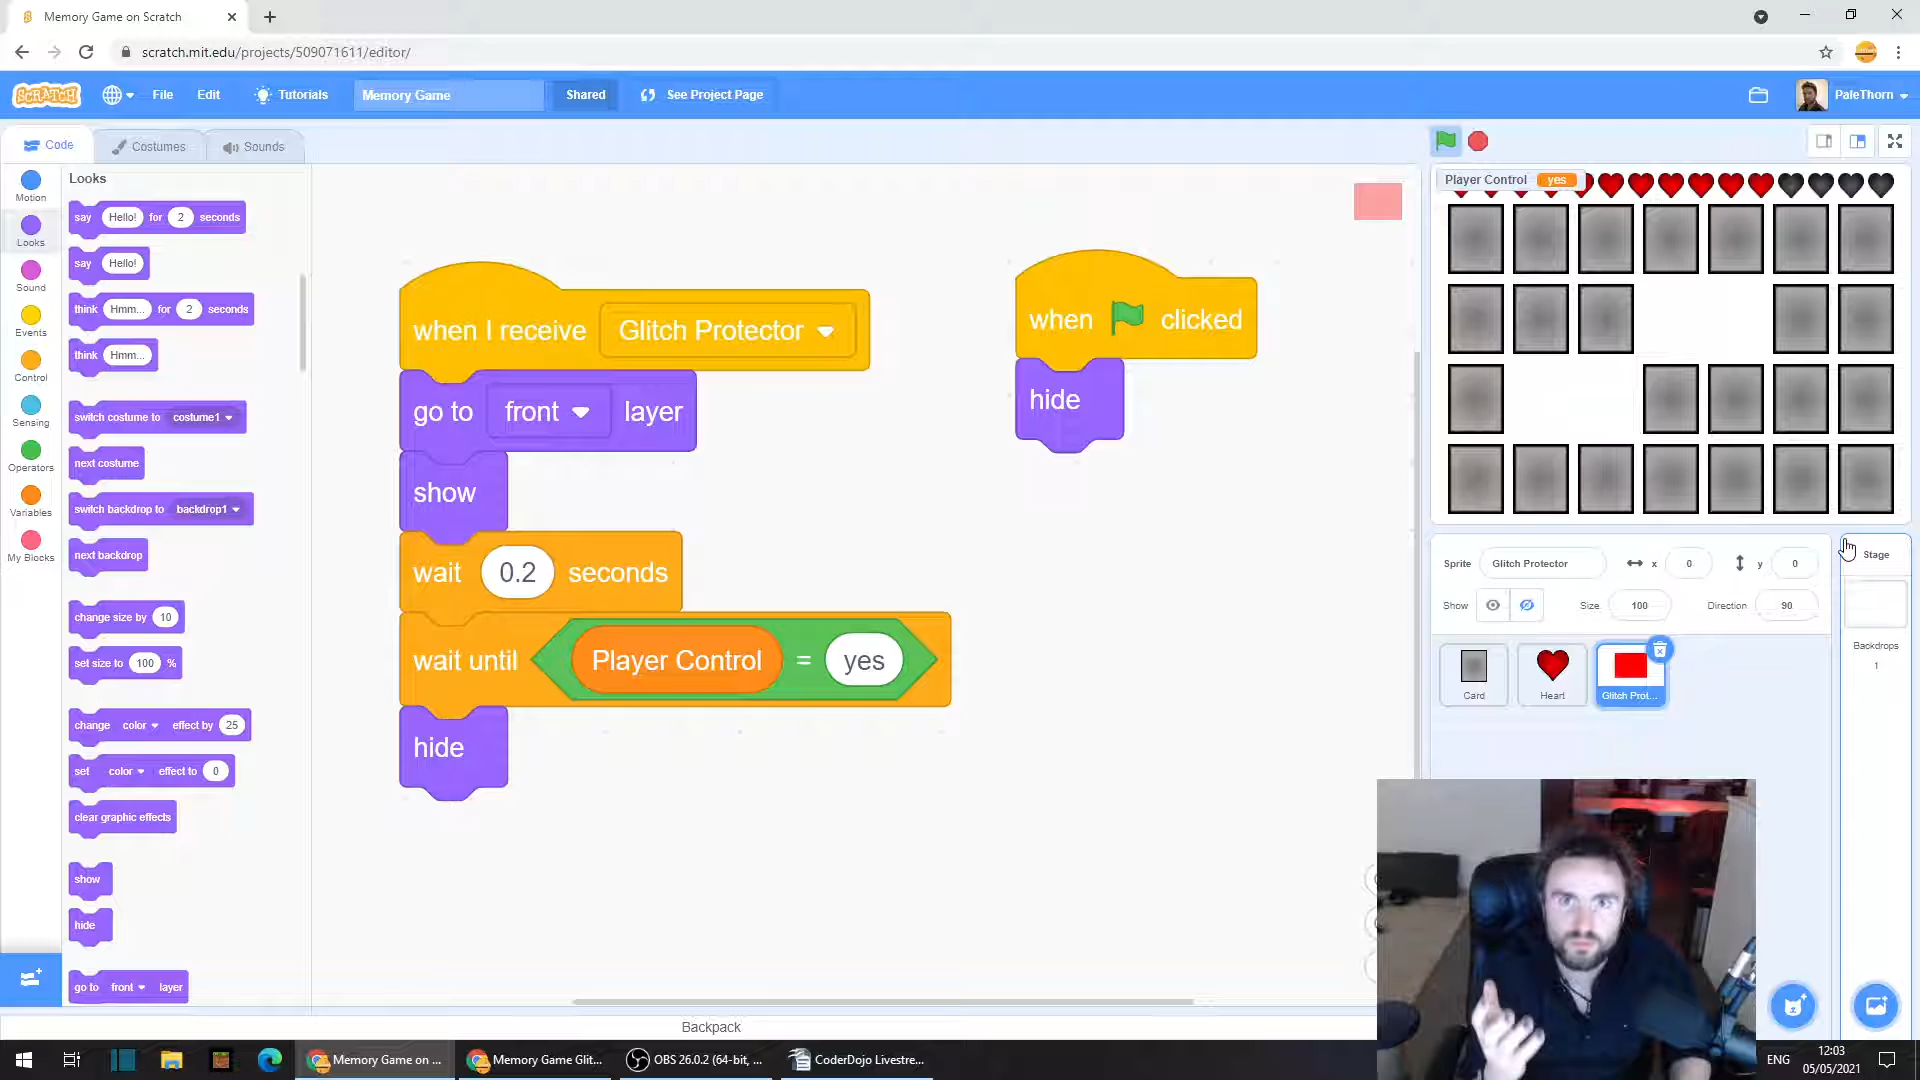 Memory Game on Scratch
scratch.mit.edu/projects/509071611/editor/
SCRATCH
File
Edit
Tutorials
Memory Game
Shared
See Project Page
PaleThorn
Code
Costumes
Sounds
Motion
Looks
Sound
Events
Control
Sensing
Operators
Variables
My Blocks
Looks
say Hello! for 2 seconds
say Hello!
think Hmm... for 2 seconds
think Hmm...
switch costume to costume1
next costume
switch backdrop to backdrop1
next backdrop
change size by 10
set size to 100 %
change color effect by 25
set color effect to 0
clear graphic effects
show
hide
go to front layer
when I receive Glitch Protector
go to front layer
show
wait 0.2 seconds
wait until Player Control = yes
hide
when clicked
hide
Player Control yes
Sprite Glitch Protector x 0 y 0
Show Size 100 Direction 90
Card
Heart
Glitch Prot...
Stage
Backdrops
1
Backpack
Memory Game on ...
Memory Game Glit...
OBS 26.0.2 (64-bit, ...
CoderDojo Livestre...
ENG
12:03
05/05/2021